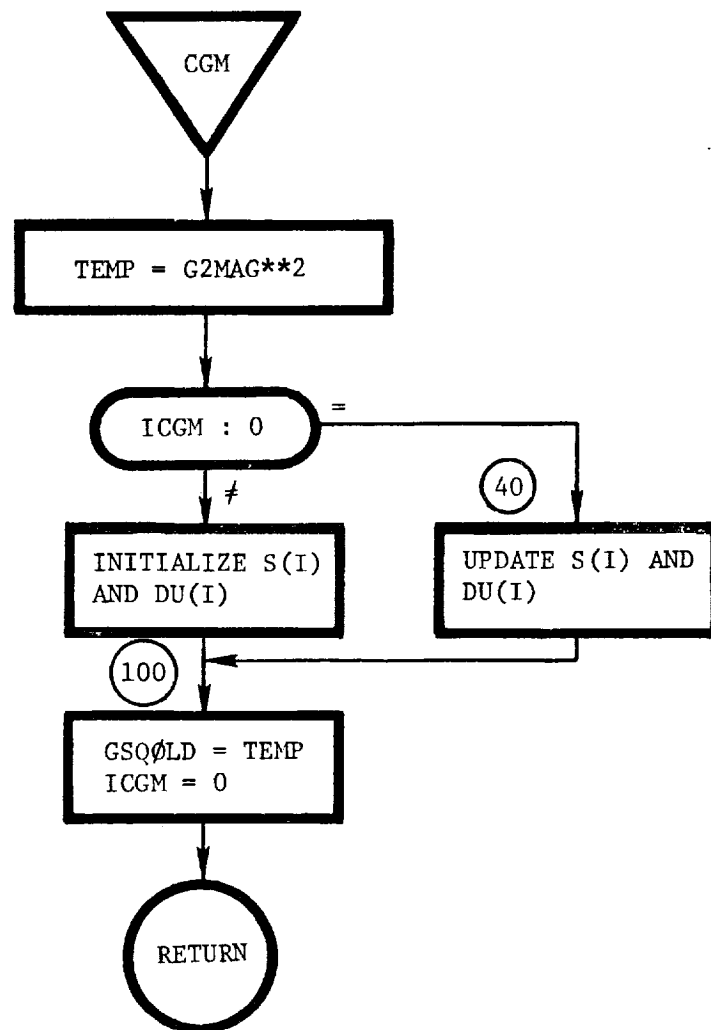 CGM
TEMP = G2MAG**2
ICGM : 0
=
≠
40
INITIALIZE S(I)
AND DU(I)
UPDATE S(I) AND
DU(I)
100
GSQØLD = TEMP
ICGM = 0
RETURN